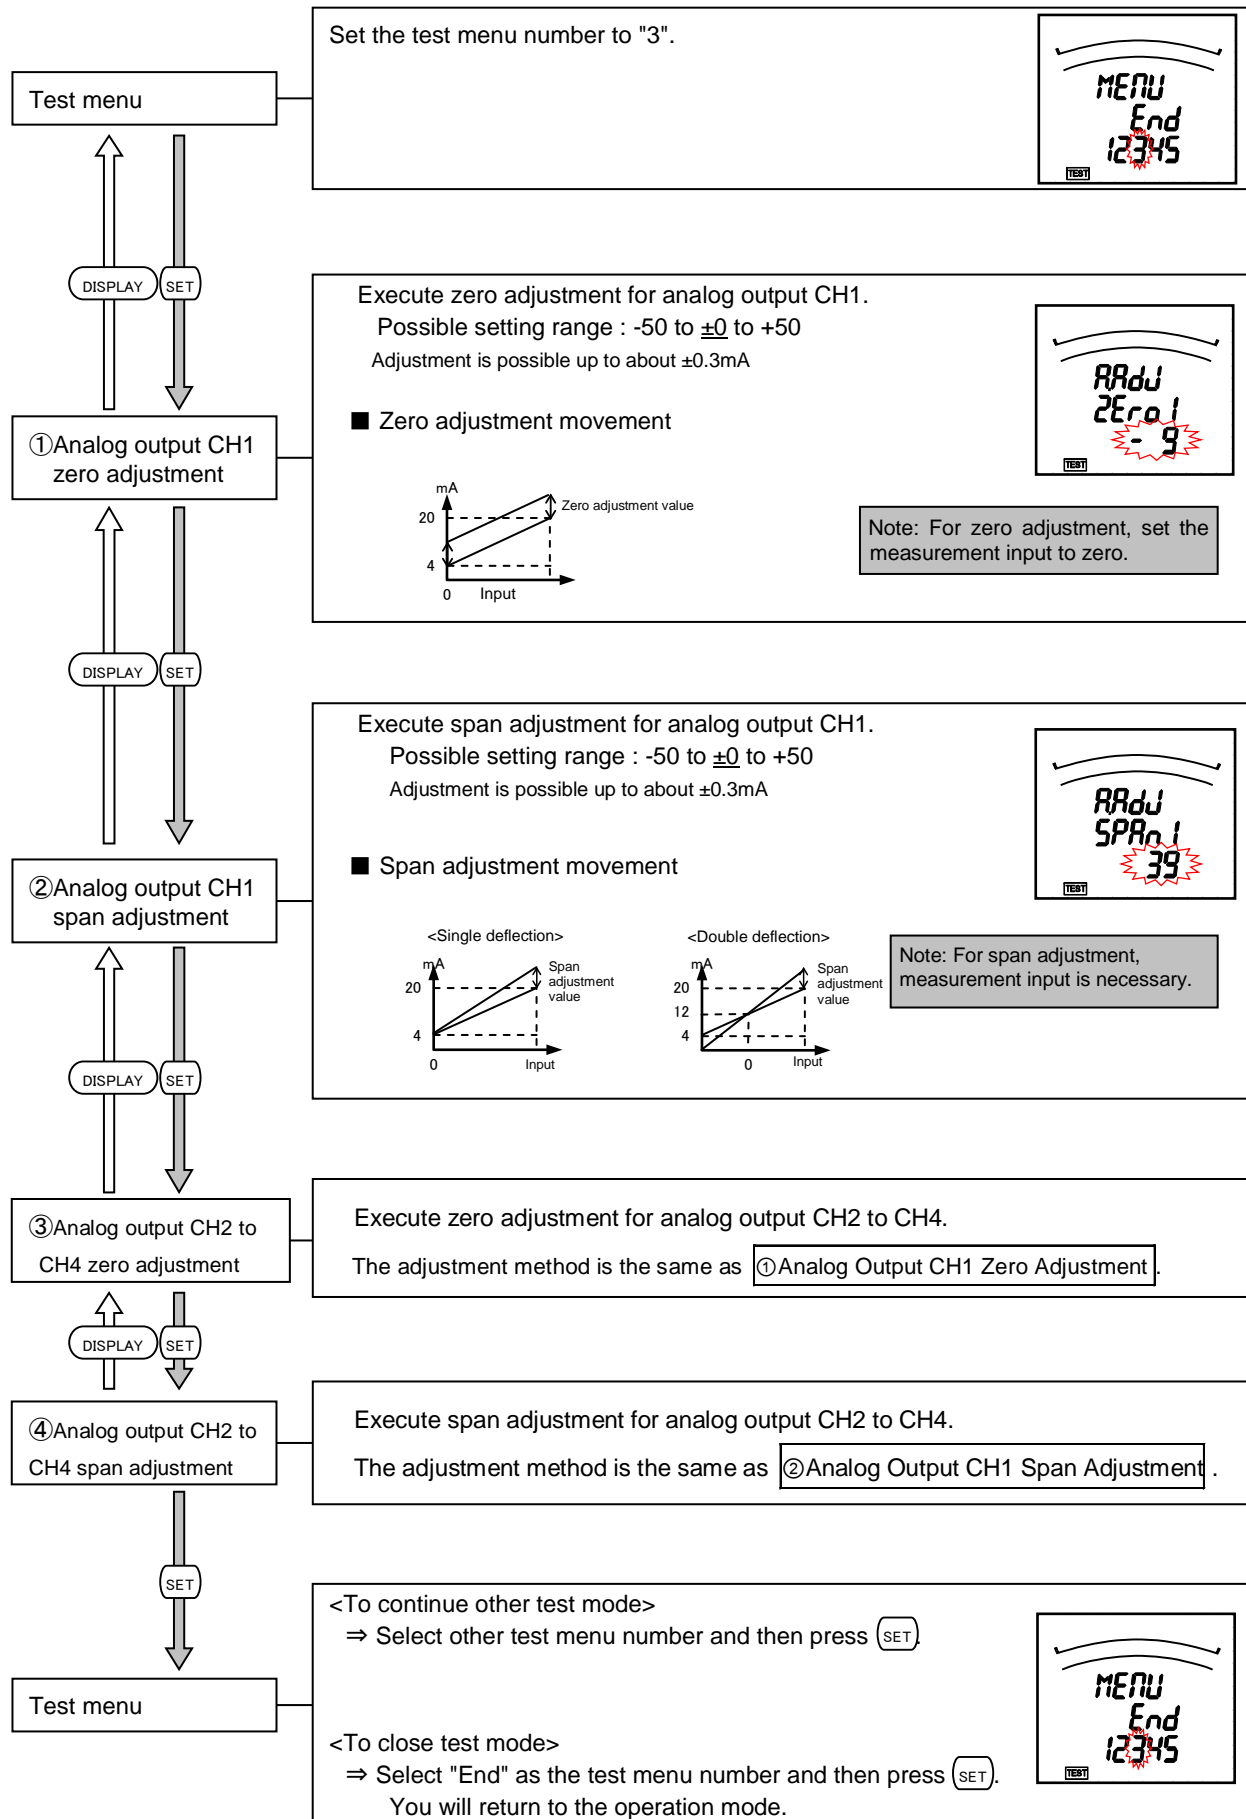 Set the test menu number to "3".
Test menu
MENU
End
12345
TEST
DISPLAY SET
Execute zero adjustment for analog output CH1.
Possible setting range : -50 to ±0 to +50
Adjustment is possible up to about ±0.3mA
■ Zero adjustment movement
①Analog output CH1
zero adjustment
A.Adj
ZEro 1
- 9
TEST
mA
20
4
0 Input
Zero adjustment value
Note: For zero adjustment, set the
measurement input to zero.
DISPLAY SET
Execute span adjustment for analog output CH1.
Possible setting range : -50 to ±0 to +50
Adjustment is possible up to about ±0.3mA
■ Span adjustment movement
②Analog output CH1
span adjustment
A.Adj
SPAn 1
39
TEST
<Single deflection>
mA
20
4
0 Input
Span
adjustment
value
<Double deflection>
mA
20
12
4
0 Input
Span
adjustment
value
Note: For span adjustment,
measurement input is necessary.
DISPLAY SET
③Analog output CH2 to
CH4 zero adjustment
Execute zero adjustment for analog output CH2 to CH4.
The adjustment method is the same as ①Analog Output CH1 Zero Adjustment.
DISPLAY SET
④Analog output CH2 to
CH4 span adjustment
Execute span adjustment for analog output CH2 to CH4.
The adjustment method is the same as ②Analog Output CH1 Span Adjustment .
SET
Test menu
<To continue other test mode>
⇒ Select other test menu number and then press SET.
<To close test mode>
⇒ Select "End" as the test menu number and then press SET.
You will return to the operation mode.
MENU
End
12345
TEST